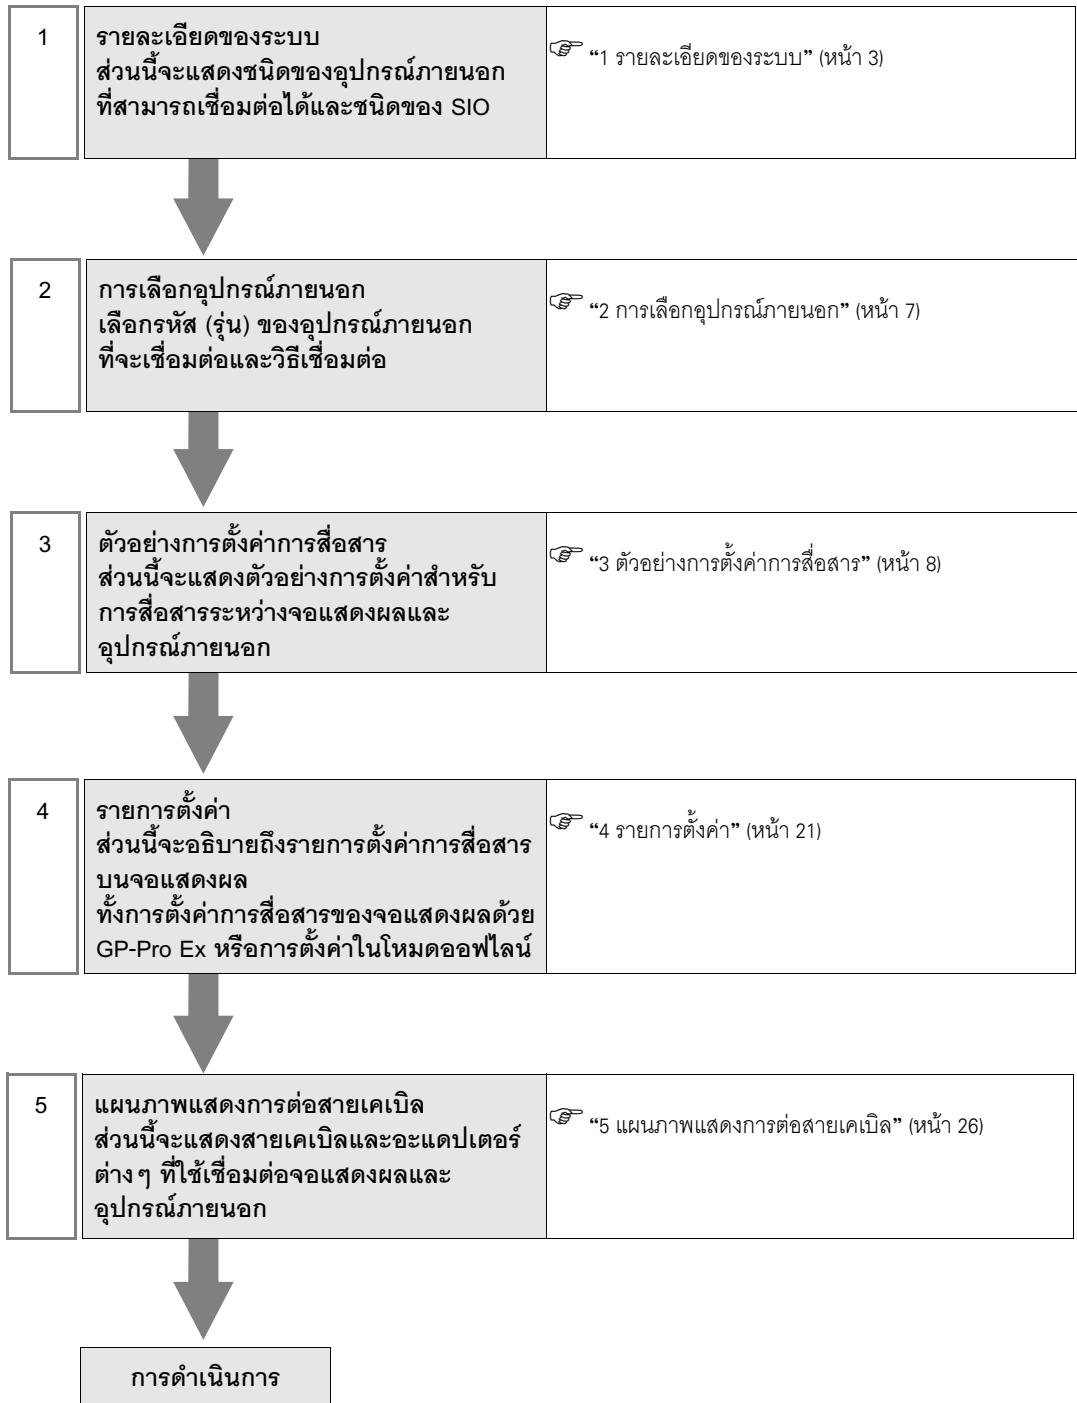 1
รายละเอียดของระบบ
ส่วนนี้จะแสดงชนิดของอุปกรณ์ภายนอก
ที่สามารถเชื่อมต่อได้และชนิดของ SIO
“1 รายละเอียดของระบบ” (หน้า 3)
2
การเลือกอุปกรณ์ภายนอก
เลือกรหัส (รุ่น) ของอุปกรณ์ภายนอก
ที่จะเชื่อมต่อและวิธีเชื่อมต่อ
“2 การเลือกอุปกรณ์ภายนอก” (หน้า 7)
3
ตัวอย่างการตั้งค่าการสื่อสาร
ส่วนนี้จะแสดงตัวอย่างการตั้งค่าสำหรับ
การสื่อสารระหว่างจอแสดงผลและ
อุปกรณ์ภายนอก
“3 ตัวอย่างการตั้งค่าการสื่อสาร” (หน้า 8)
4
รายการตั้งค่า
ส่วนนี้จะอธิบายถึงรายการตั้งค่าการสื่อสาร
บนจอแสดงผล
ทั้งการตั้งค่าการสื่อสารของจอแสดงผลด้วย
GP-Pro Ex หรือการตั้งค่าในโหมดออฟไลน์
“4 รายการตั้งค่า” (หน้า 21)
5
แผนภาพแสดงการต่อสายเคเบิล
ส่วนนี้จะแสดงสายเคเบิลและอะแดปเตอร์
ต่างๆ ที่ใช้เชื่อมต่อจอแสดงผลและ
อุปกรณ์ภายนอก
“5 แผนภาพแสดงการต่อสายเคเบิล” (หน้า 26)
การดำเนินการ